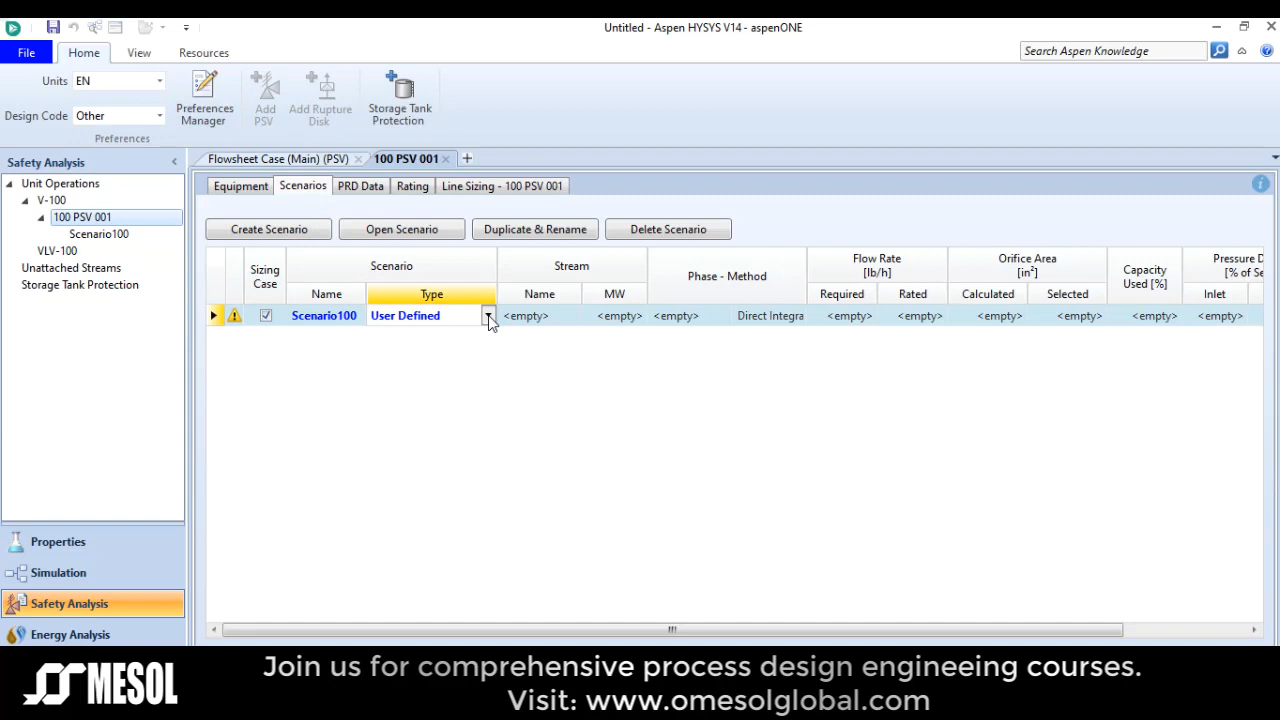 Untitled - Aspen HYSYS V14 - aspenONE
File Home View Resources
Search Aspen Knowledge
Units EN
Design Code Other
Preferences
Preferences Manager
Add PSV
Add Rupture Disk
Storage Tank Protection
Safety Analysis
Unit Operations
V-100
100 PSV 001
Scenario100
VLV-100
Unattached Streams
Storage Tank Protection
Properties
Simulation
Safety Analysis
Energy Analysis
Flowsheet Case (Main) (PSV) 100 PSV 001
Equipment Scenarios PRD Data Rating Line Sizing - 100 PSV 001
Create Scenario Open Scenario Duplicate & Rename Delete Scenario
Sizing Case
Scenario
Stream
Phase - Method
Flow Rate [lb/h]
Orifice Area [in²]
Capacity Used [%]
Pressure D
[% of Se
Name Type Name MW Required Rated Calculated Selected Inlet
Scenario100 User Defined <empty> <empty> <empty> Direct Integra <empty> <empty> <empty> <empty> <empty> <empty>
OMESOL
Join us for comprehensive process design engineeing courses.
Visit: www.omesolglobal.com